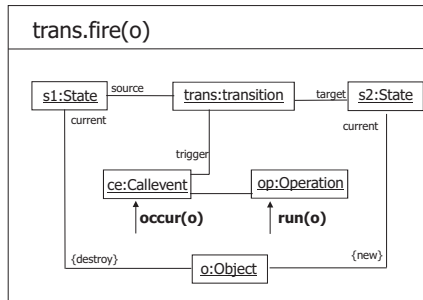 trans.fire(o)
source
target
s1:State
trans:transition
s2:State
current
current
trigger
ce:Callevent
op:Operation
occur(o)
run(o)
{destroy}
{new}
o:Object